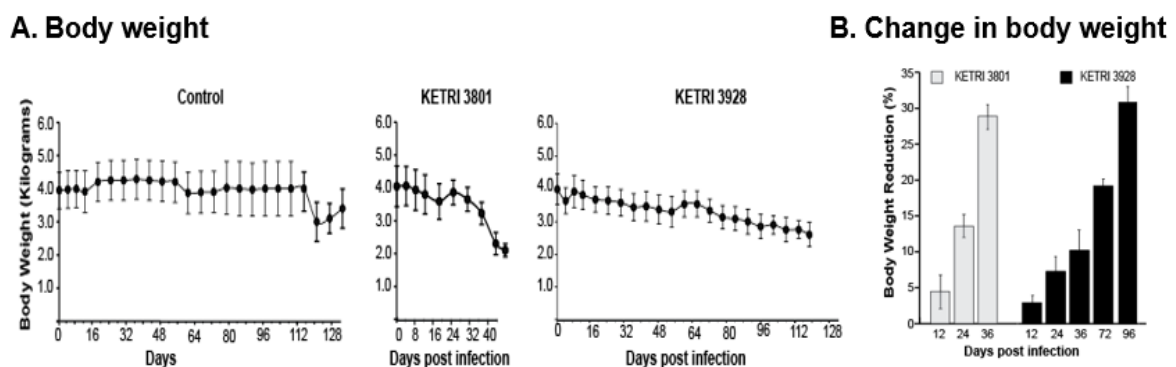 A. Body weight
B. Change in body weight
Control
KETRI 3801
KETRI 3928
Body Weight (Kilograms)
6.0
5.0
4.0
3.0
2.0
1.0
0 16 32 48 64 80 96 112 128
Days
6.0
5.0
4.0
3.0
2.0
1.0
0 8 16 24 32 40
Days post infection
6.0
5.0
4.0
3.0
2.0
1.0
0 16 32 48 64 80 96 112 128
Days post infection
KETRI 3801
KETRI 3928
Body Weight Reduction (%)
35
30
25
20
15
10
5
0
12 24 36 12 24 36 72 96
Days post infection